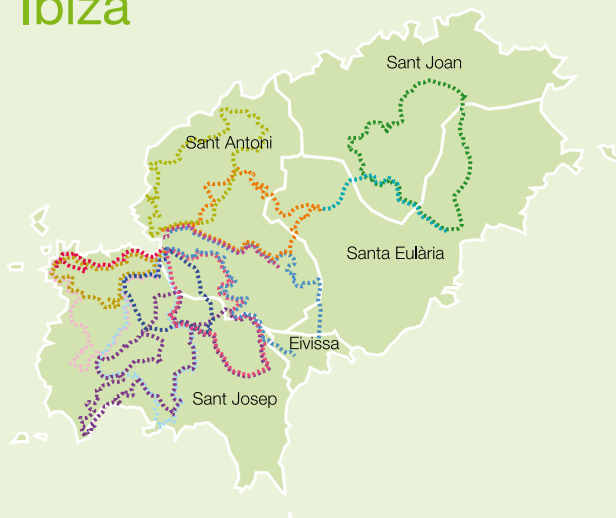 Ibiza
Sant Joan
Sant Antoni
Santa Eulària
Eivissa
Sant Josep